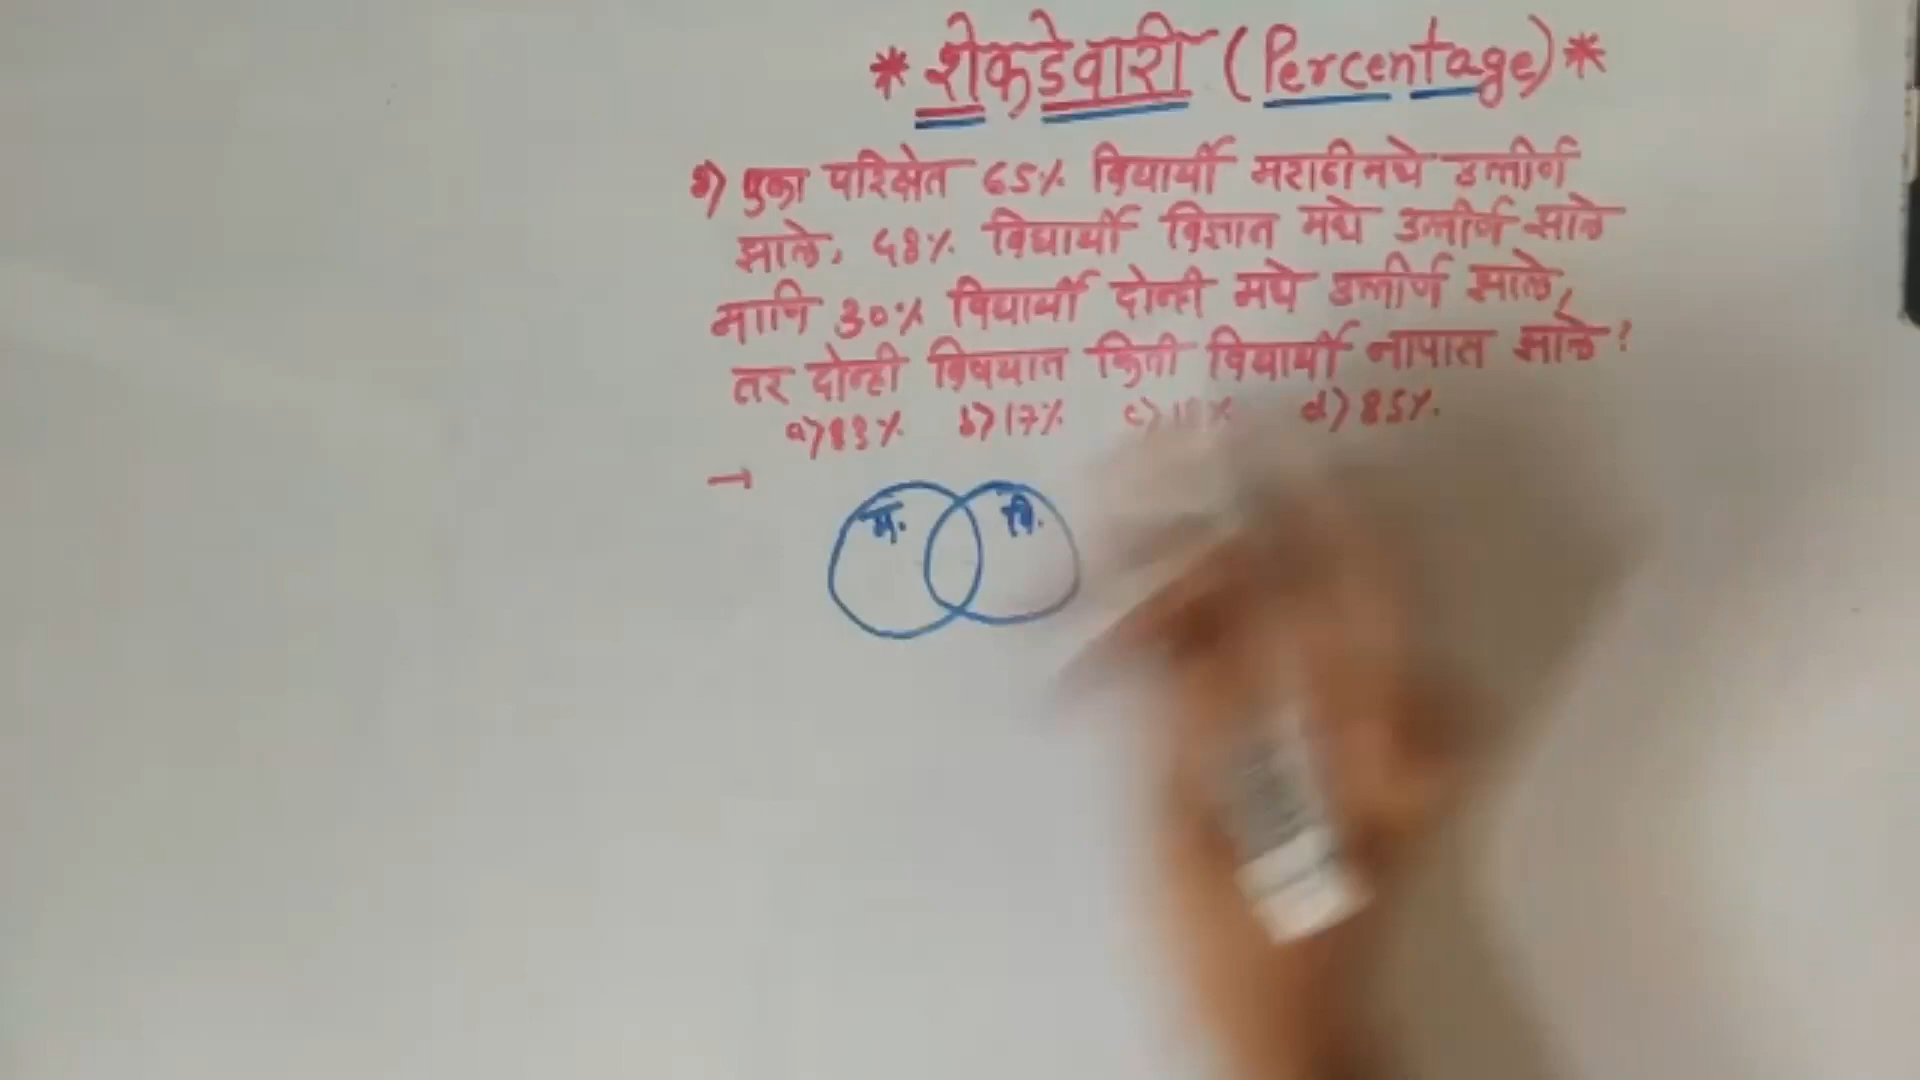 * शेकडेवारी (Percentage) *
१) एका परिक्षेत 65% विद्यार्थी मराठीमधे उत्तीर्ण
झाले, 48% विद्यार्थी विज्ञान मधे उत्तीर्ण झाले
आणि 30% विद्यार्थी दोन्ही मधे उत्तीर्ण झाले,
तर दोन्ही विषयात किती विद्यार्थी नापास झाले?
a) 83% b) 17% c) d) 85%.
म. वि.